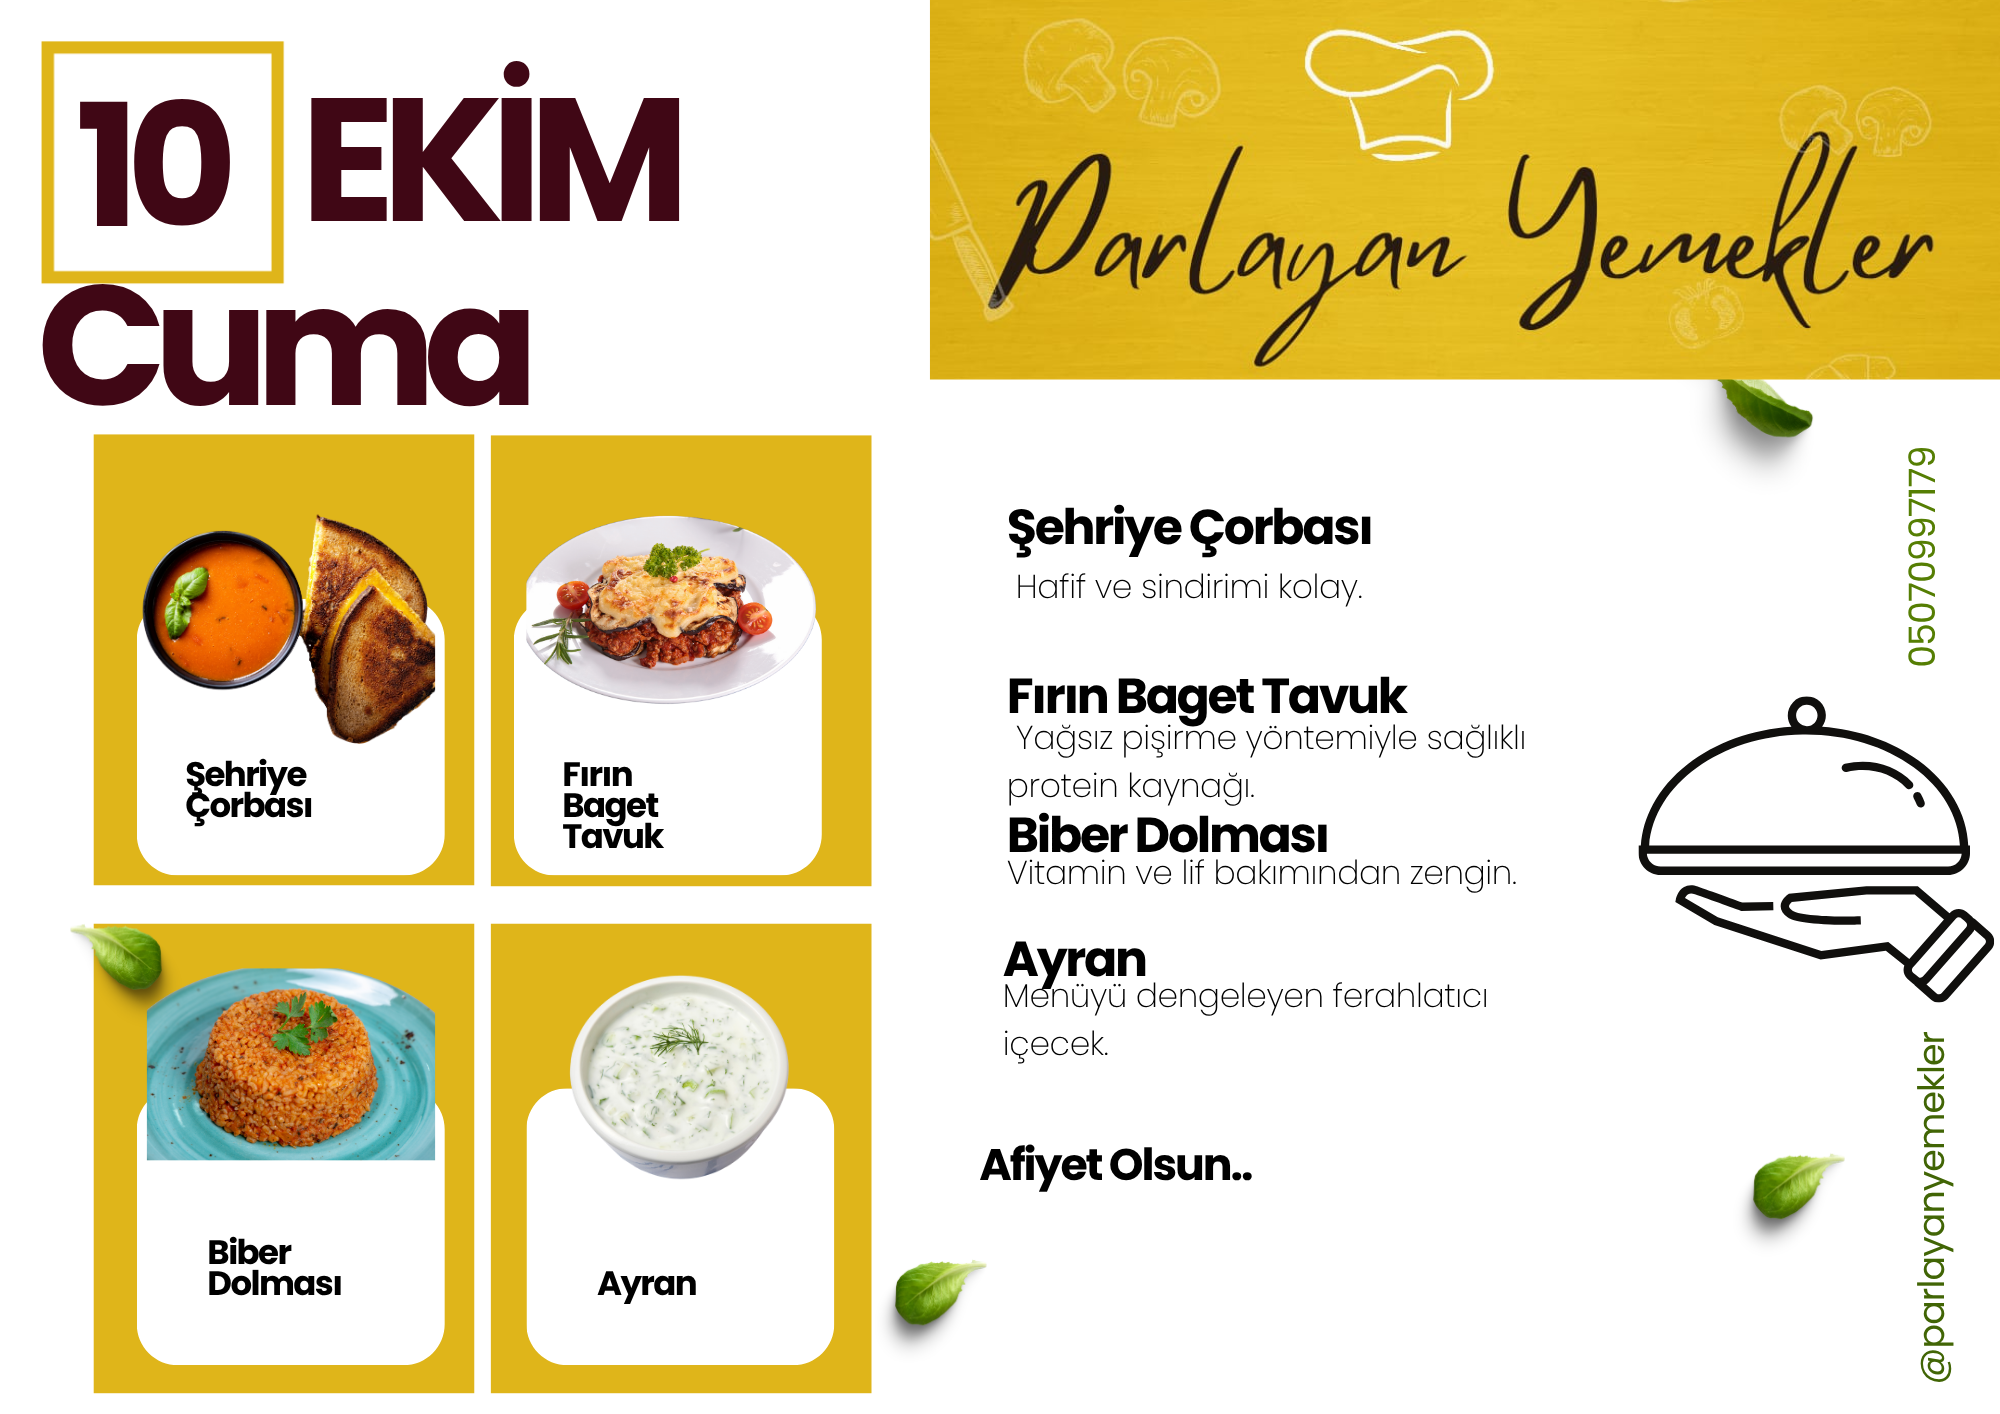 10 EKİM
Cuma
Parlayan Yemekler
Şehriye
Çorbası
Fırın
Baget
Tavuk
Biber
Dolması
Ayran
Şehriye Çorbası
Hafif ve sindirimi kolay.
Fırın Baget Tavuk
Yağsız pişirme yöntemiyle sağlıklı
protein kaynağı.
Biber Dolması
Vitamin ve lif bakımından zengin.
Ayran
Menüyü dengeleyen ferahlatıcı
içecek.
Afiyet Olsun..
05070997179
@parlayanyemekler